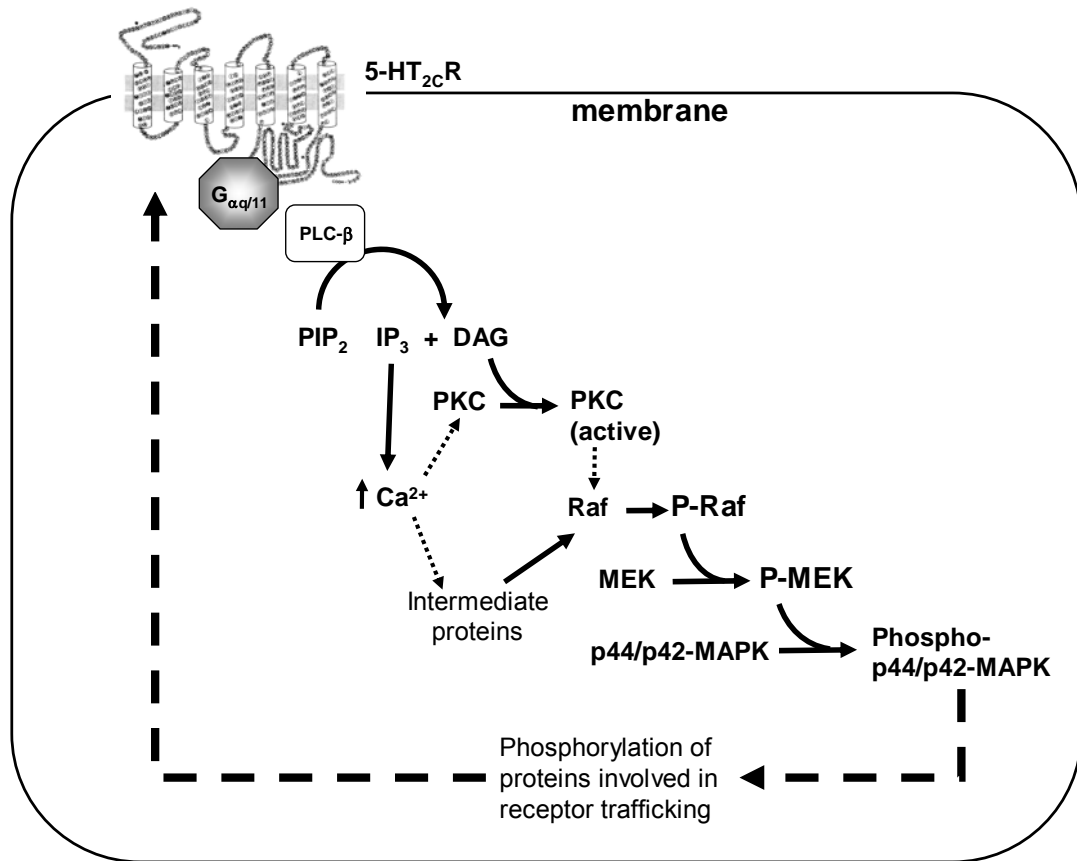 5-HT₂CR
membrane
Gαq/11
PLC-β
PIP₂ IP₃ + DAG
PKC
PKC
(active)
Ca²⁺
Raf
P-Raf
MEK
P-MEK
Intermediate
proteins
p44/p42-MAPK
Phospho-
p44/p42-MAPK
Phosphorylation of
proteins involved in
receptor trafficking